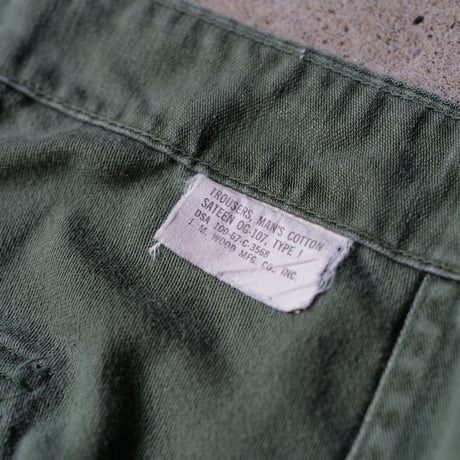 TROUSERS, MAN'S COTTON
SATEEN OG-107, TYPE I
DSA 100-67-C-3568
J. M. WOOD MFG. CO., INC.